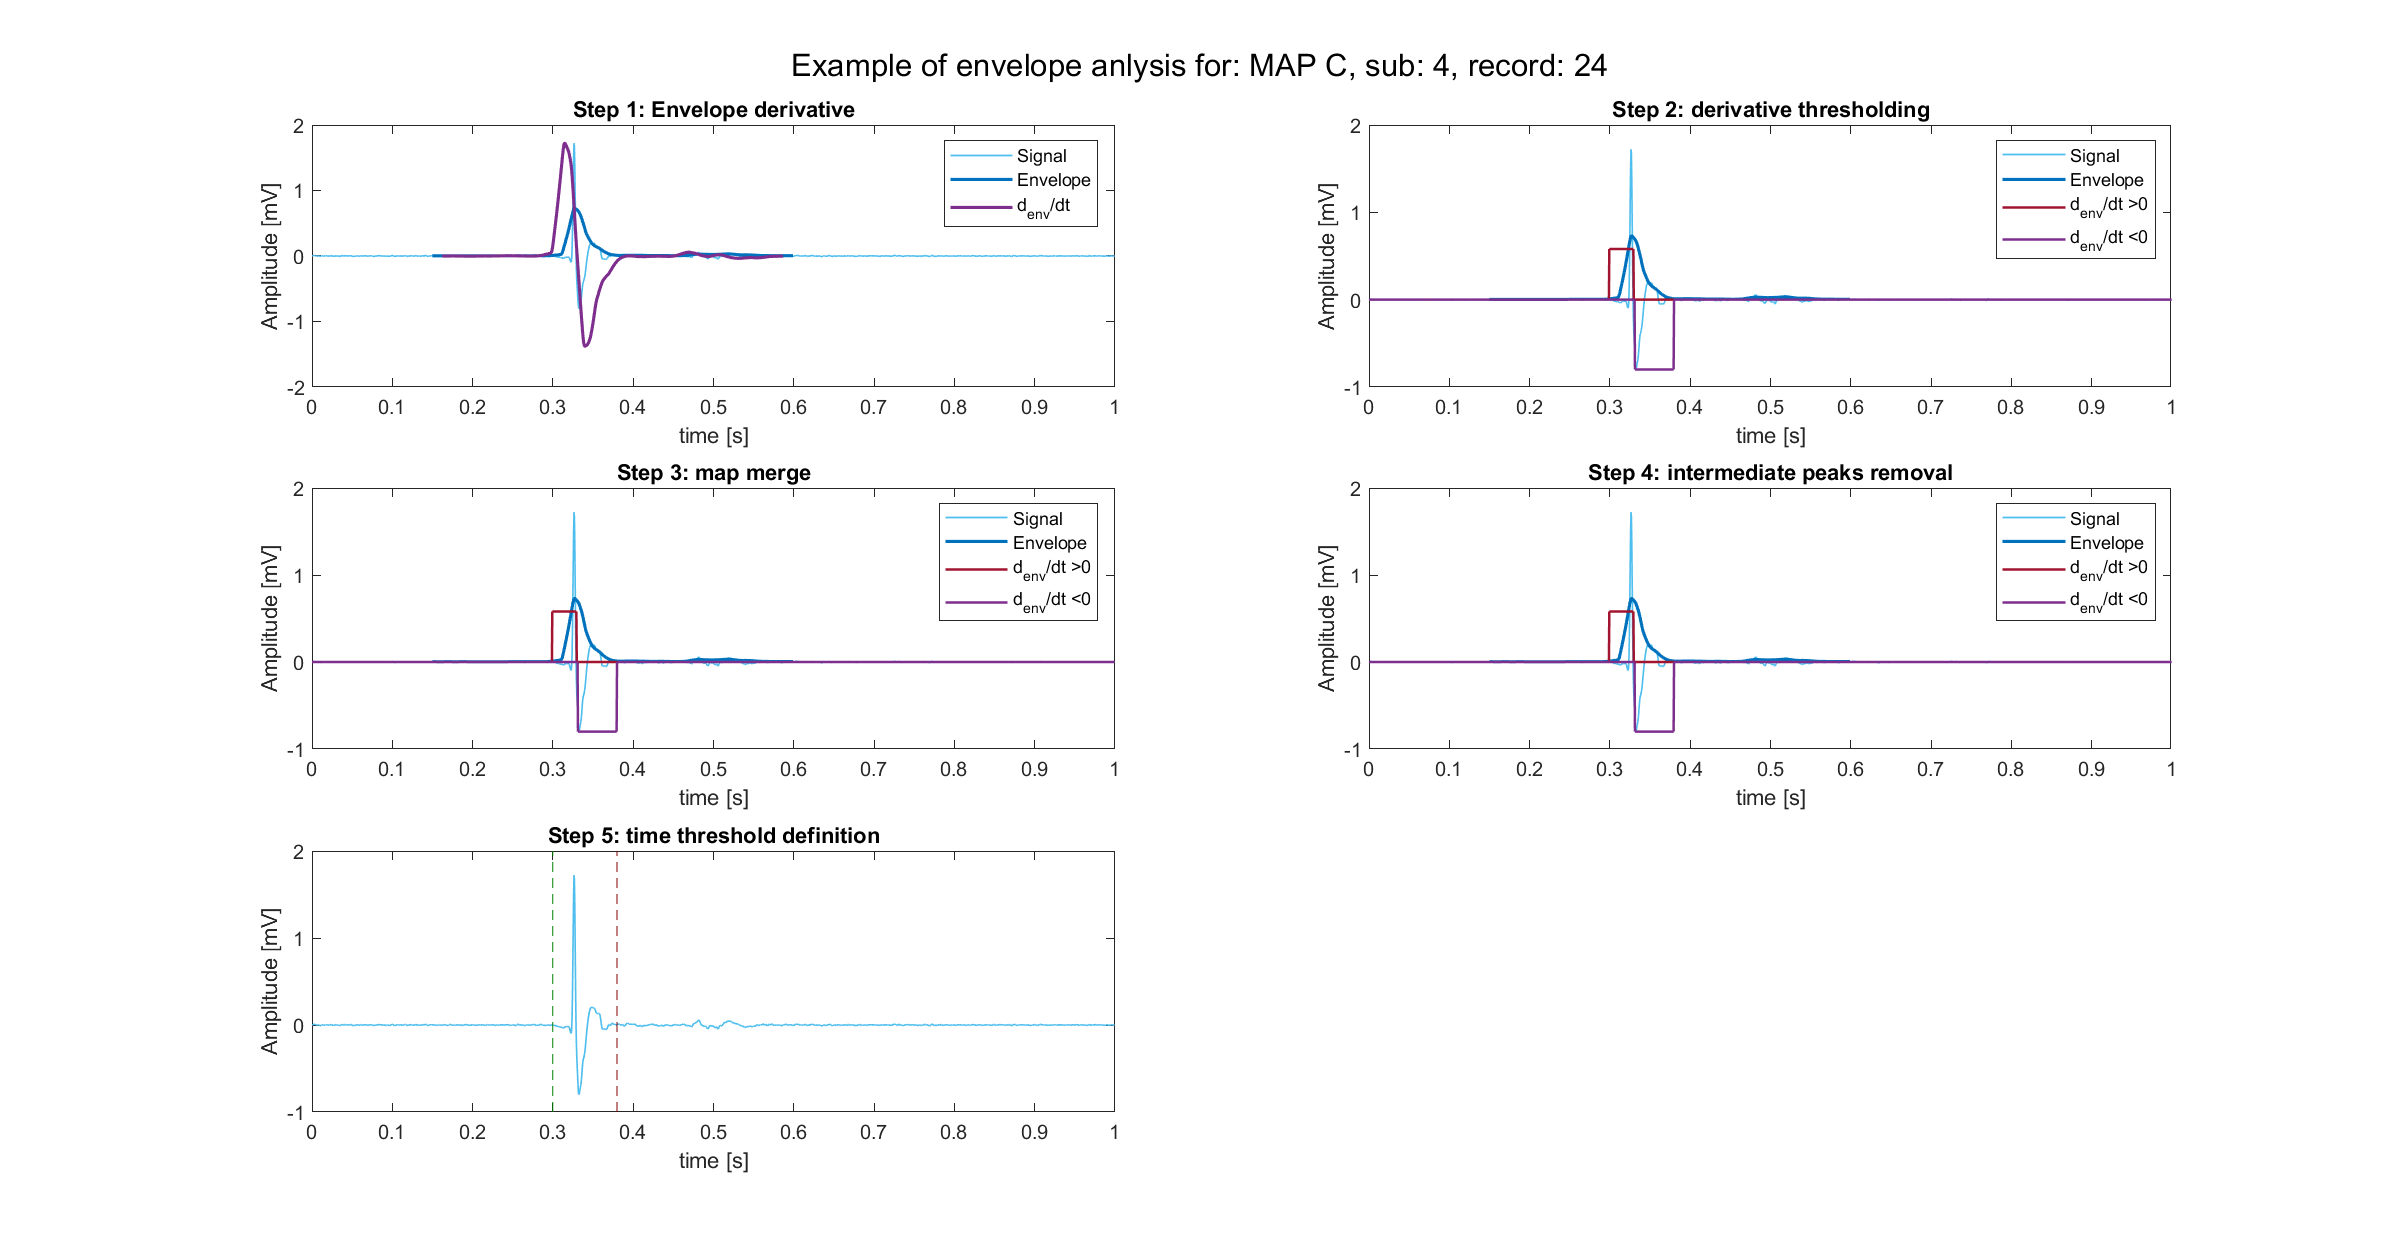 Example of envelope anlysis for: MAP C, sub: 4, record: 24
Step 1: Envelope derivative
2
1
0
-1
-2
Amplitude [mV]
0 0.1 0.2 0.3 0.4 0.5 0.6 0.7 0.8 0.9 1
time [s]
Signal
Envelope
d_env/dt
Step 2: derivative thresholding
2
1
0
-1
Amplitude [mV]
0 0.1 0.2 0.3 0.4 0.5 0.6 0.7 0.8 0.9 1
time [s]
Signal
Envelope
d_env/dt >0
d_env/dt <0
Step 3: map merge
2
1
0
-1
Amplitude [mV]
0 0.1 0.2 0.3 0.4 0.5 0.6 0.7 0.8 0.9 1
time [s]
Signal
Envelope
d_env/dt >0
d_env/dt <0
Step 4: intermediate peaks removal
2
1
0
-1
Amplitude [mV]
0 0.1 0.2 0.3 0.4 0.5 0.6 0.7 0.8 0.9 1
time [s]
Signal
Envelope
d_env/dt >0
d_env/dt <0
Step 5: time threshold definition
2
1
0
-1
Amplitude [mV]
0 0.1 0.2 0.3 0.4 0.5 0.6 0.7 0.8 0.9 1
time [s]